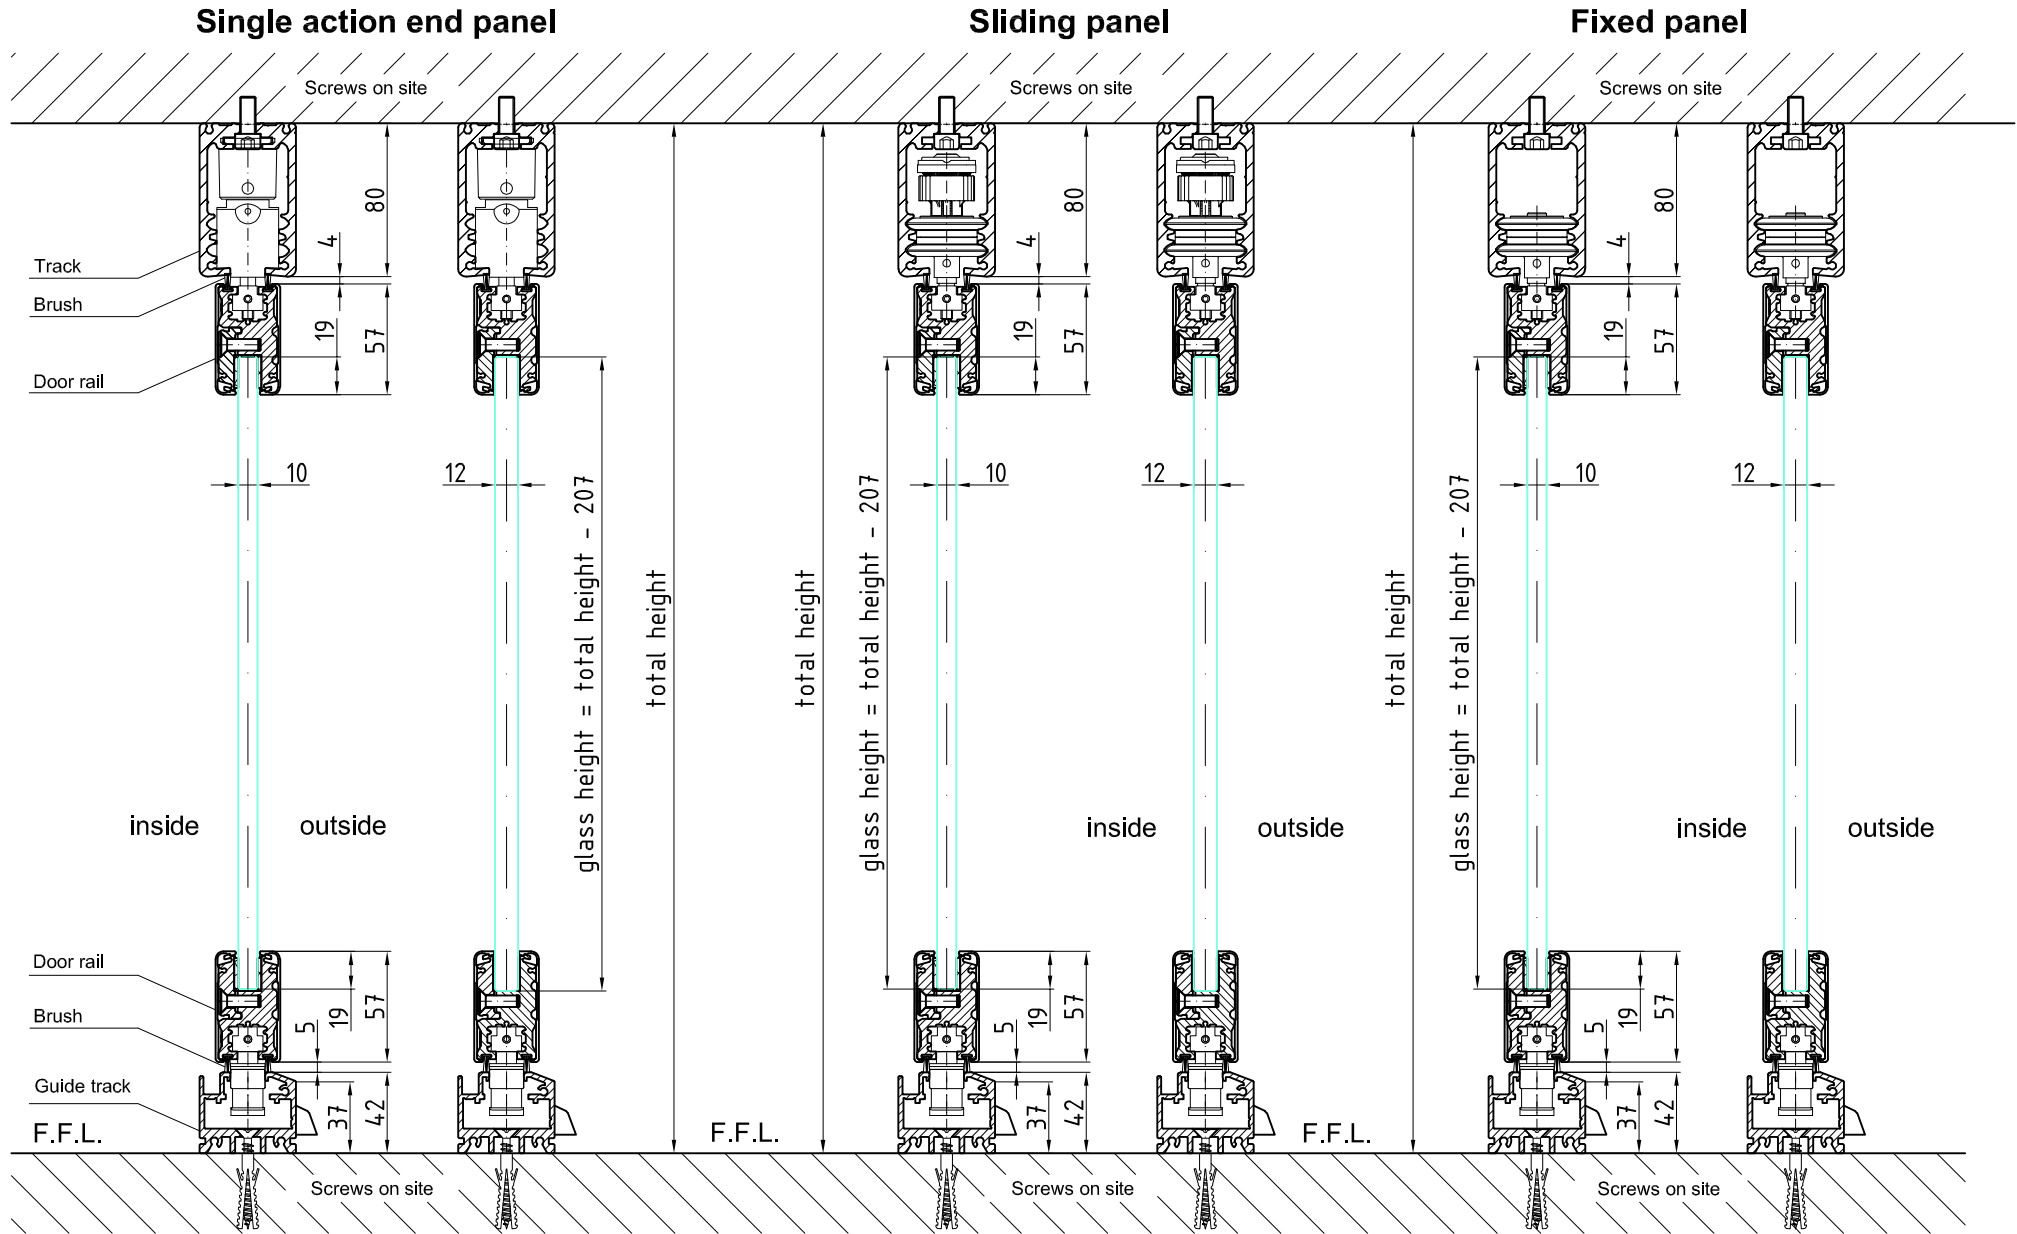 Single action end panel
Sliding panel
Fixed panel
Screws on site
Screws on site
Screws on site
80
4
19
57
80
4
19
57
80
4
19
57
Track
Brush
Door rail
10
12
10
12
10
12
glass height = total height - 207
total height
total height
glass height = total height - 207
total height
glass height = total height - 207
inside
outside
inside
outside
inside
outside
Door rail
Brush
Guide track
5
19
57
37
42
5
19
57
37
42
5
19
57
37
42
F.F.L.
F.F.L.
F.F.L.
Screws on site
Screws on site
Screws on site